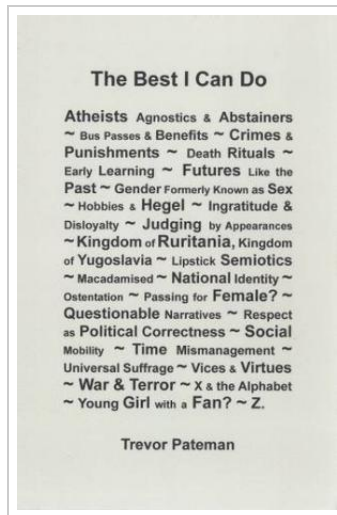 The Best I Can Do
Atheists Agnostics & Abstainers
~ Bus Passes & Benefits ~ Crimes &
Punishments ~ Death Rituals ~
Early Learning ~ Futures Like the
Past ~ Gender Formerly Known as Sex
~ Hobbies & Hegel ~ Ingratitude &
Disloyalty ~ Judging by Appearances
~ Kingdom of Ruritania, Kingdom
of Yugoslavia ~ Lipstick Semiotics
~ Macadamised ~ National Identity ~
Ostentation ~ Passing for Female? ~
Questionable Narratives ~ Respect
as Political Correctness ~ Social
Mobility ~ Time Mismanagement ~
Universal Suffrage ~ Vices & Virtues
~ War & Terror ~ X & the Alphabet
~ Young Girl with a Fan? ~ Z.
Trevor Pateman